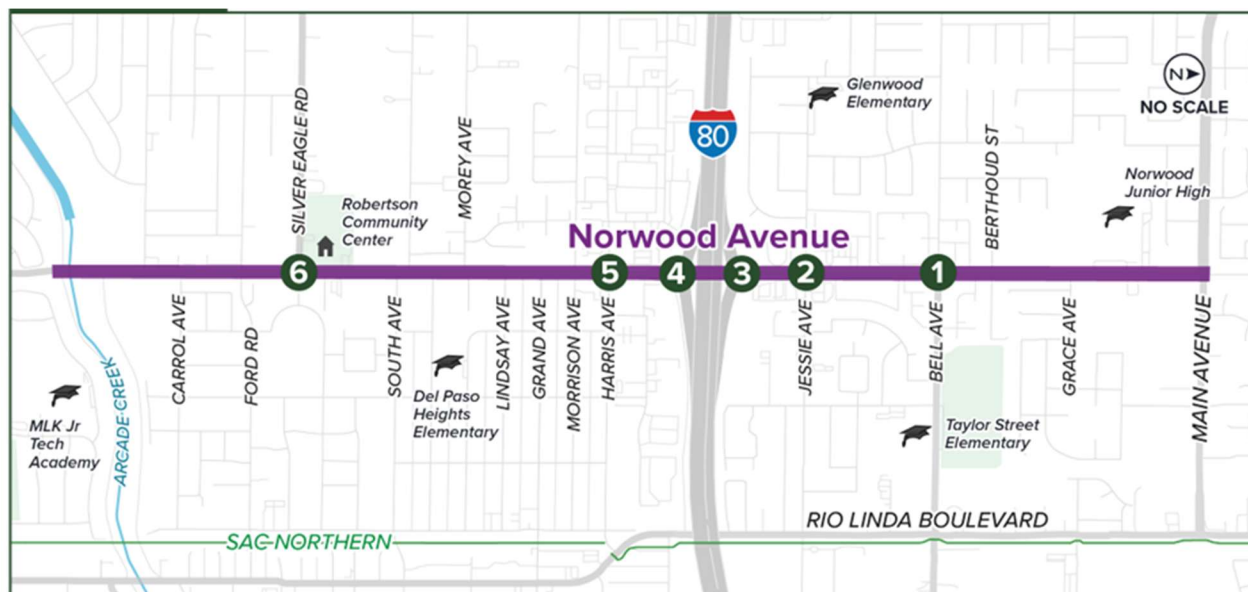 Glenwood
Elementary
N
NO SCALE
80
SILVER EAGLE RD
MOREY AVE
BERTHOUD ST
Norwood
Junior High
Robertson
Community
Center
Norwood Avenue
6
5
4
3
2
1
CARROL AVE
FORD RD
SOUTH AVE
LINDSAY AVE
GRAND AVE
MORRISON AVE
HARRIS AVE
JESSIE AVE
BELL AVE
GRACE AVE
MAIN AVENUE
ARCADE CREEK
MLK Jr
Tech
Academy
Del Paso
Heights
Elementary
Taylor Street
Elementary
RIO LINDA BOULEVARD
SAC NORTHERN